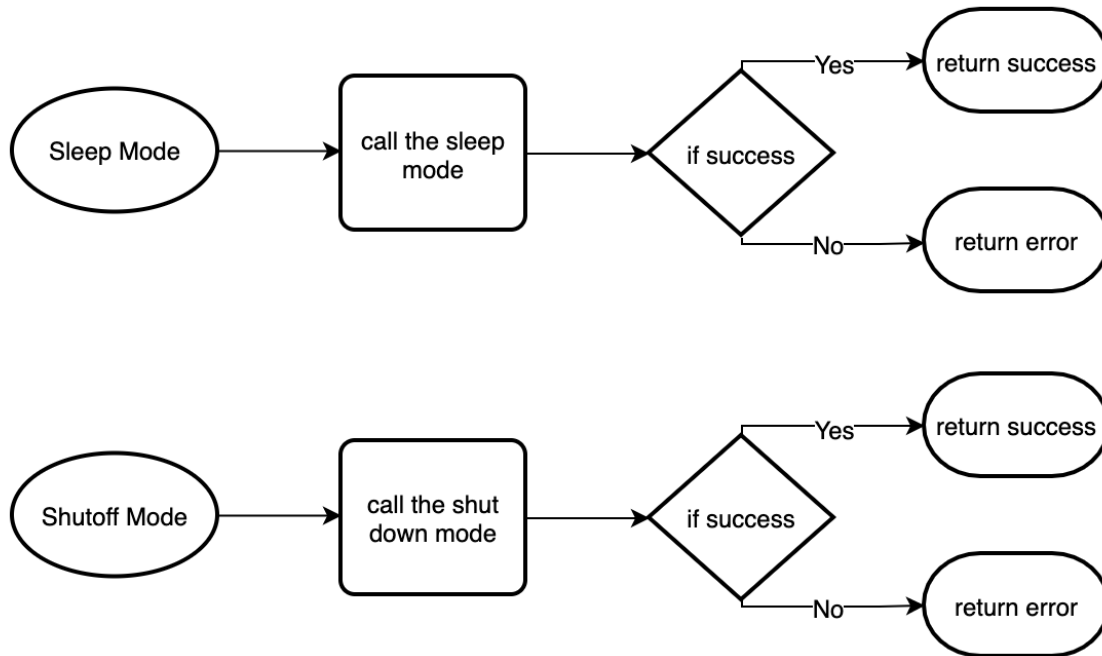 Sleep Mode
call the sleep
mode
if success
Yes
return success
No
return error
Shutoff Mode
call the shut
down mode
if success
Yes
return success
No
return error